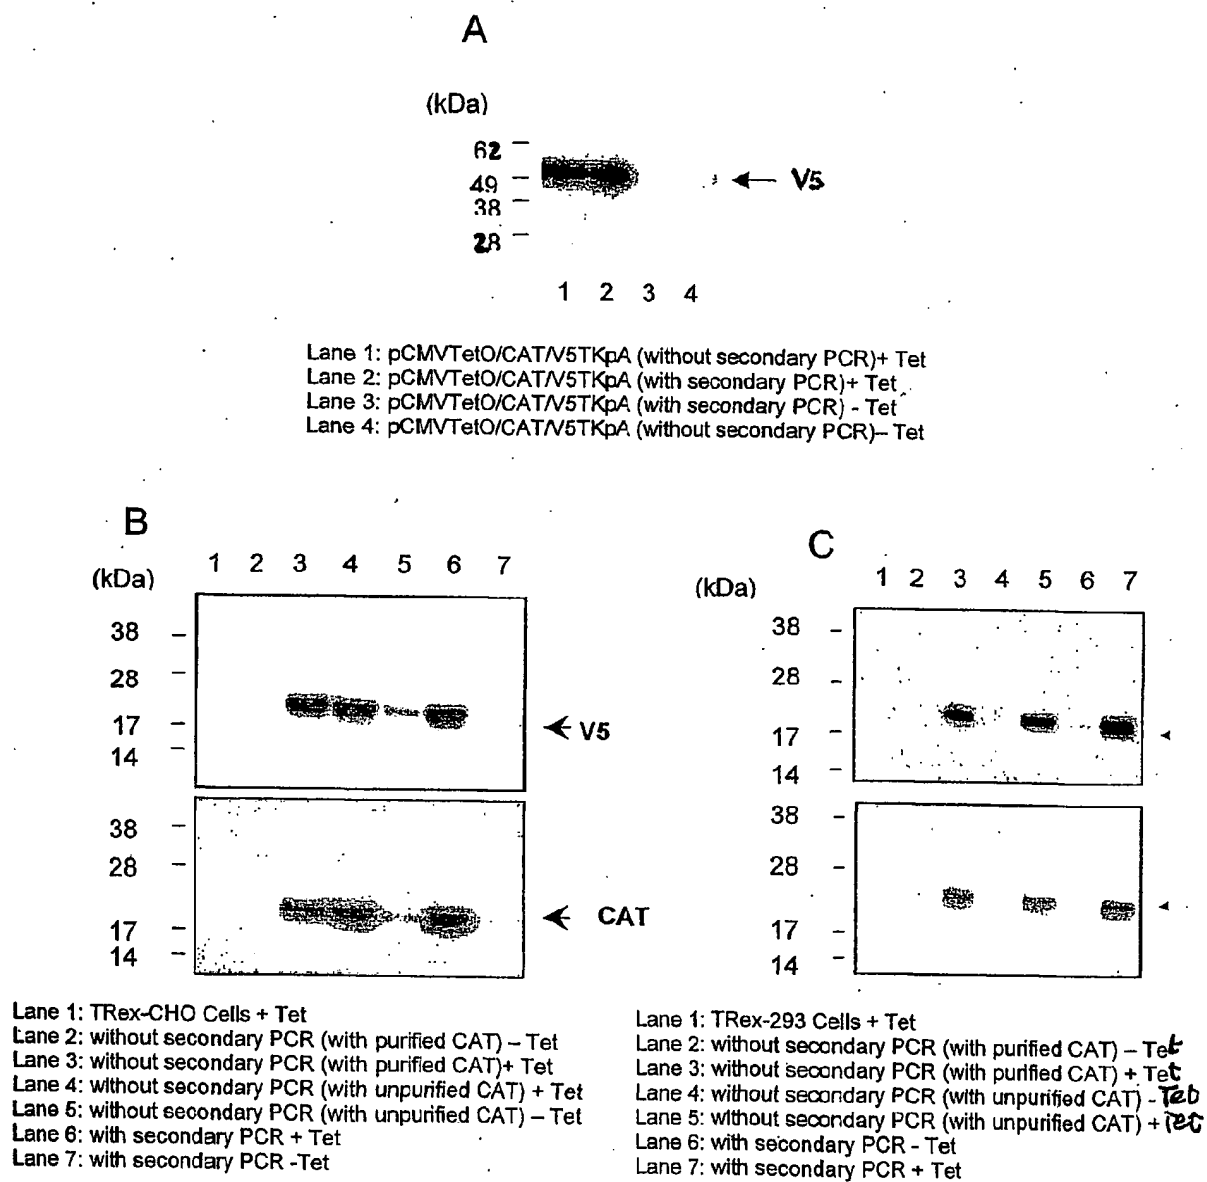 A
(kDa)
62
49
38
28
V5
1 2 3 4
Lane 1: pCMVTetO/CAT/V5TKpA (without secondary PCR)+ Tet
Lane 2: pCMVTetO/CAT/V5TKpA (with secondary PCR)+ Tet
Lane 3: pCMVTetO/CAT/V5TKpA (with secondary PCR) - Tet
Lane 4: pCMVTetO/CAT/V5TKpA (without secondary PCR)– Tet
B
(kDa)
1 2 3 4 5 6 7
38
28
17
14
V5
38
28
17
14
CAT
Lane 1: TRex-CHO Cells + Tet
Lane 2: without secondary PCR (with purified CAT) – Tet
Lane 3: without secondary PCR (with purified CAT)+ Tet
Lane 4: without secondary PCR (with unpurified CAT) + Tet
Lane 5: without secondary PCR (with unpurified CAT) – Tet
Lane 6: with secondary PCR + Tet
Lane 7: with secondary PCR -Tet
C
(kDa)
1 2 3 4 5 6 7
38
28
17
14
38
28
17
14
Lane 1: TRex-293 Cells + Tet
Lane 2: without secondary PCR (with purified CAT) – Tet
Lane 3: without secondary PCR (with purified CAT) + Tet
Lane 4: without secondary PCR (with unpurified CAT) - Tet
Lane 5: without secondary PCR (with unpurified CAT) + Tet
Lane 6: with secondary PCR - Tet
Lane 7: with secondary PCR + Tet